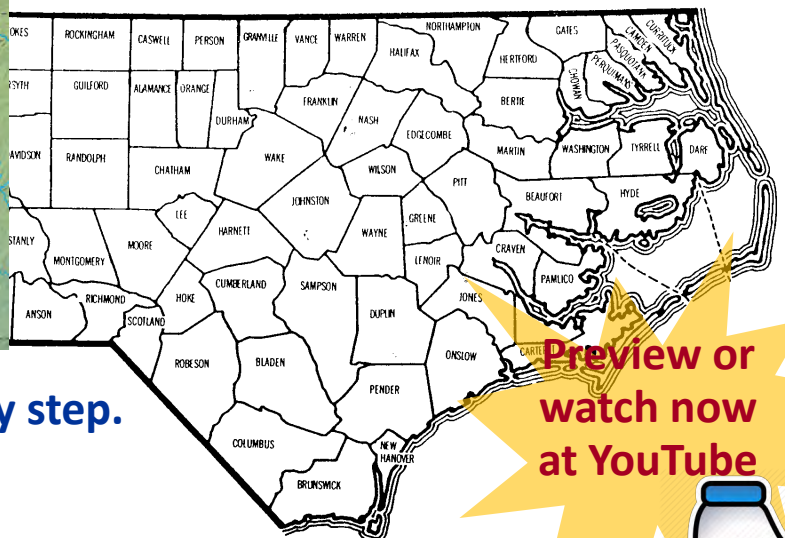 OKES ROCKINGHAM CASWELL PERSON GRANVILLE VANCE WARREN NORTHAMPTON GATES CURRITUCK
CAMDEN
PASQUOTANK
PERQUIMANS
CHOWAN
HALIFAX HERTFORD
RSYTH GUILFORD ALAMANCE ORANGE DURHAM FRANKLIN NASH EDGECOMBE BERTIE
AVIDSON RANDOLPH CHATHAM WAKE WILSON MARTIN WASHINGTON TYRRELL DARE
LEE JOHNSTON PITT BEAUFORT HYDE
STANLY MONTGOMERY MOORE HARNETT WAYNE GREENE
LENOIR CRAVEN PAMLICO
ANSON RICHMOND SCOTLAND HOKE CUMBERLAND SAMPSON DUPLIN JONES
ROBESON BLADEN ONSLOW CARTER
PENDER
COLUMBUS NEW
HANOVER
BRUNSWICK
y step.
Preview or
watch now
at YouTube